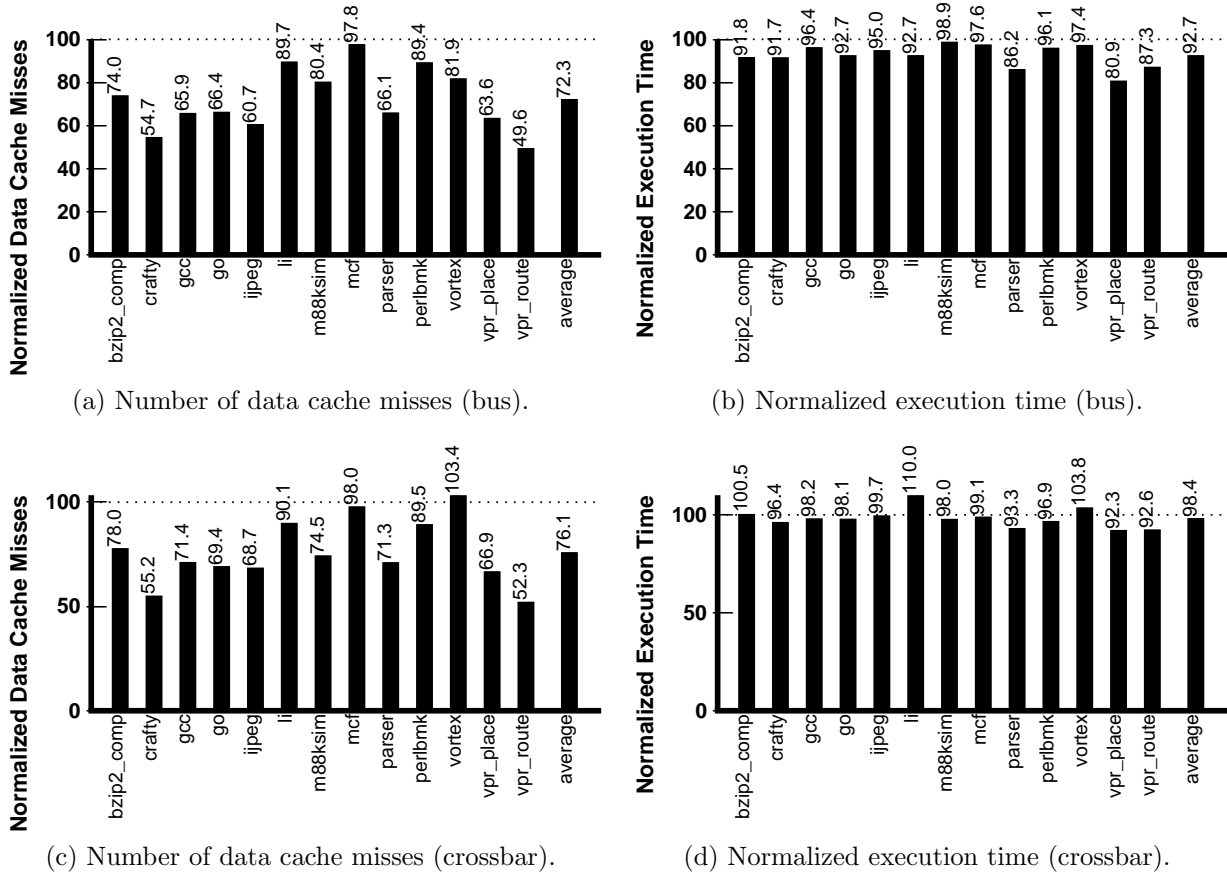 Normalized Data Cache Misses
100
80
60
40
20
0
74.0
54.7
65.9
66.4
60.7
89.7
80.4
97.8
66.1
89.4
81.9
63.6
49.6
72.3
bzip2_comp
crafty
gcc
go
ijpeg
li
m88ksim
mcf
parser
perlbmk
vortex
vpr_place
vpr_route
average
(a) Number of data cache misses (bus).
Normalized Execution Time
100
80
60
40
20
0
91.8
91.7
96.4
92.7
95.0
92.7
98.9
97.6
86.2
96.1
97.4
80.9
87.3
92.7
bzip2_comp
crafty
gcc
go
ijpeg
li
m88ksim
mcf
parser
perlbmk
vortex
vpr_place
vpr_route
average
(b) Normalized execution time (bus).
Normalized Data Cache Misses
100
50
0
78.0
55.2
71.4
69.4
68.7
90.1
74.5
98.0
71.3
89.5
103.4
66.9
52.3
76.1
bzip2_comp
crafty
gcc
go
ijpeg
li
m88ksim
mcf
parser
perlbmk
vortex
vpr_place
vpr_route
average
(c) Number of data cache misses (crossbar).
Normalized Execution Time
100
50
0
100.5
96.4
98.2
98.1
99.7
110.0
98.0
99.1
93.3
96.9
103.8
92.3
92.6
98.4
bzip2_comp
crafty
gcc
go
ijpeg
li
m88ksim
mcf
parser
perlbmk
vortex
vpr_place
vpr_route
average
(d) Normalized execution time (crossbar).